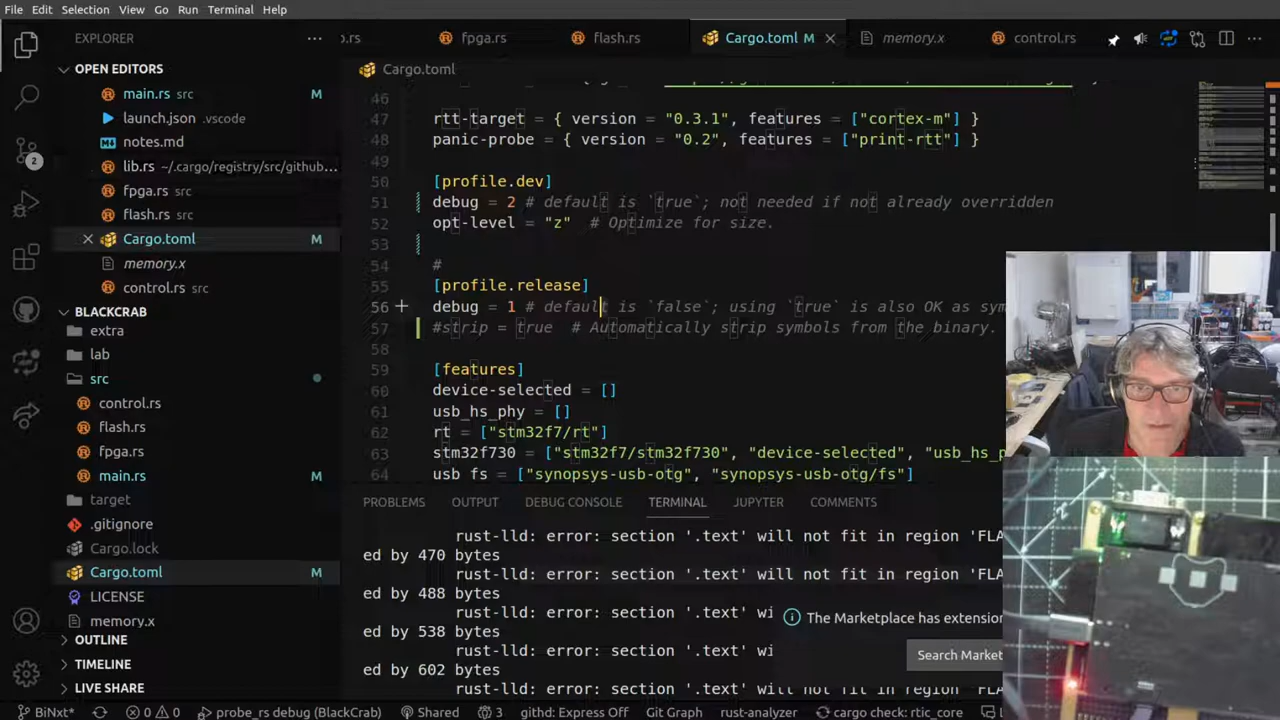 File Edit Selection View Go Run Terminal Help
EXPLORER
OPEN EDITORS
main.rs src M
launch.json .vscode
notes.md
lib.rs ~/.cargo/registry/src/github...
fpga.rs src
flash.rs src
Cargo.toml M
memory.x
control.rs src
BLACKCRAB
extra
lab
src
control.rs
flash.rs
fpga.rs
main.rs M
target
.gitignore
Cargo.lock
Cargo.toml M
LICENSE
memory.x
OUTLINE
TIMELINE
LIVE SHARE
fpga.rs flash.rs Cargo.toml M memory.x control.rs
Cargo.toml
46
47 rtt-target = { version = "0.3.1", features = ["cortex-m"] }
48 panic-probe = { version = "0.2", features = ["print-rtt"] }
49
50 [profile.dev]
51 debug = 2 # default is `true`; not needed if not already overridden
52 opt-level = "z" # Optimize for size.
53
54 #
55 [profile.release]
56 debug = 1 # default is `false`; using `true` is also OK as sym
57 #strip = true # Automatically strip symbols from the binary.
58
59 [features]
60 device-selected = []
61 usb_hs_phy = []
62 rt = ["stm32f7/rt"]
63 stm32f730 = ["stm32f7/stm32f730", "device-selected", "usb_hs_p
64 usb fs = ["synopsys-usb-otg", "synopsys-usb-otg/fs"]
PROBLEMS OUTPUT DEBUG CONSOLE TERMINAL JUPYTER COMMENTS
rust-lld: error: section '.text' will not fit in region 'FLA
ed by 470 bytes
rust-lld: error: section '.text' will not fit in region 'FLA
ed by 488 bytes
rust-lld: error: section '.text' wi
ed by 538 bytes
rust-lld: error: section '.text' wi
ed by 602 bytes
rust-lld: error: section '.text' will not fit in region 'FLA
The Marketplace has extension
Search Market
2
BiNxt* 0 0 probe_rs debug (BlackCrab) Shared 3 githd: Express Off Git Graph rust-analyzer cargo check: rtic_core